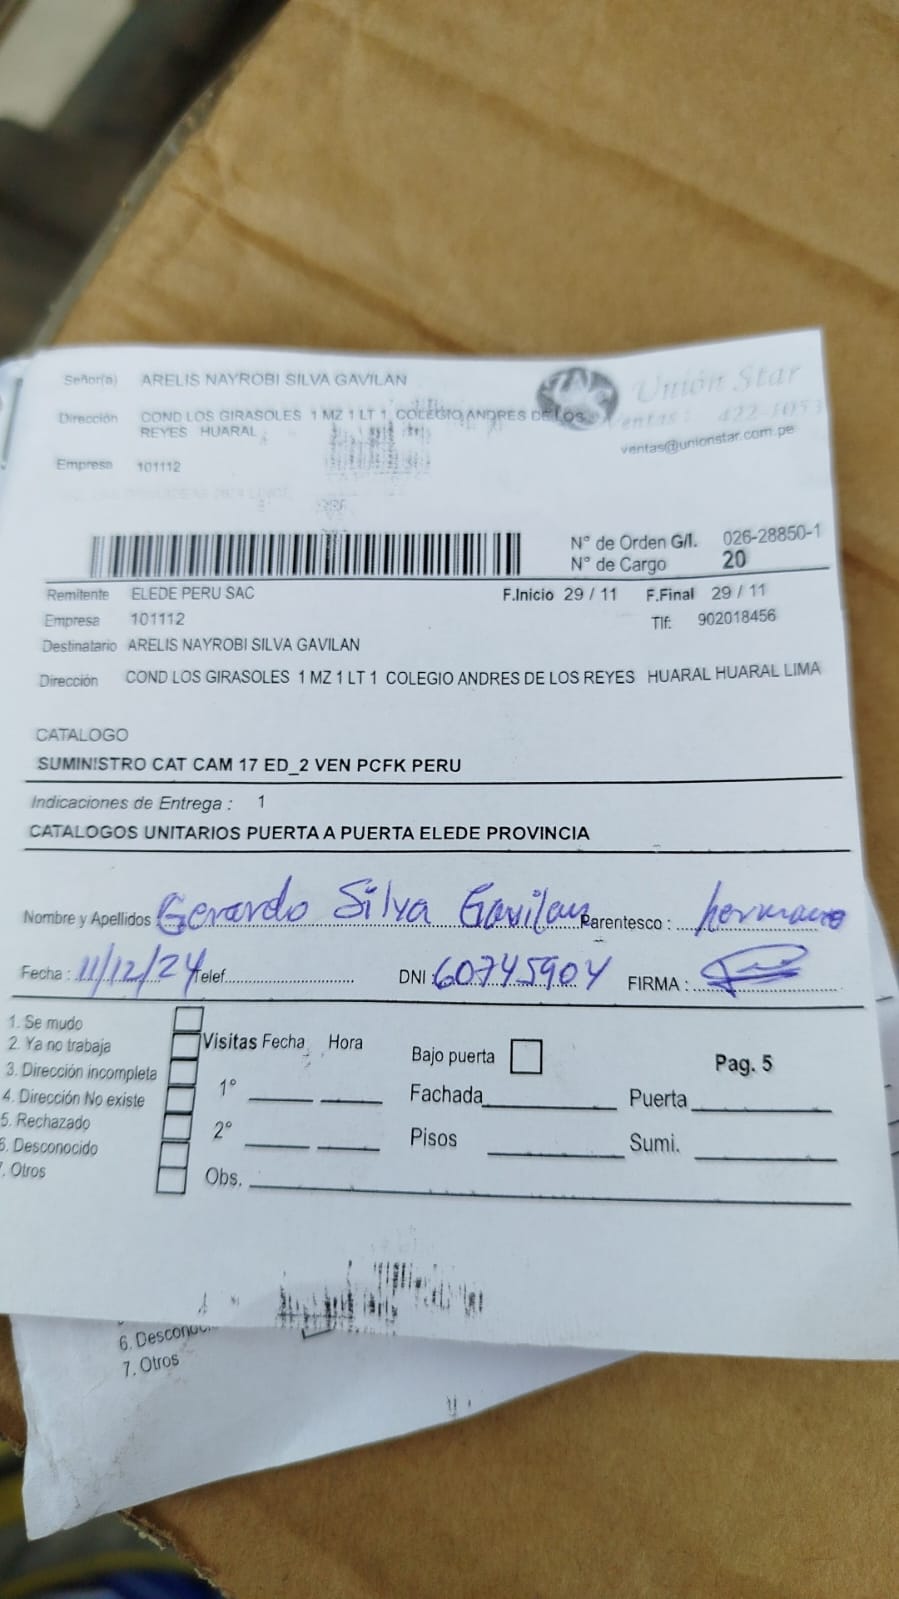 Señor(a) ARELIS NAYROBI SILVA GAVILAN
Unión Star
Dirección COND LOS GIRASOLES 1 MZ 1 LT 1 COLEGIO ANDRES DE LOS
REYES HUARAL
Ventas: 422-1053
ventas@unionstar.com.pe
Empresa 101112
N° de Orden G/I. 026-28850-1
N° de Cargo 20
Remitente ELEDE PERU SAC F.Inicio 29 / 11 F.Final 29 / 11
Empresa 101112 Tlf: 902018456
Destinatario ARELIS NAYROBI SILVA GAVILAN
Dirección COND LOS GIRASOLES 1 MZ 1 LT 1 COLEGIO ANDRES DE LOS REYES HUARAL HUARAL LIMA
CATALOGO
SUMINISTRO CAT CAM 17 ED_2 VEN PCFK PERU
Indicaciones de Entrega : 1
CATALOGOS UNITARIOS PUERTA A PUERTA ELEDE PROVINCIA
Nombre y Apellidos Gerardo Silva Gavilan Parentesco : hermano
Fecha : 11/12/24 Telef. DNI 60745904 FIRMA :
1. Se mudo
2. Ya no trabaja
3. Dirección incompleta
4. Dirección No existe
5. Rechazado
6. Desconocido
7. Otros
Visitas Fecha Hora
1°
2°
Obs.
Bajo puerta
Pag. 5
Fachada Puerta
Pisos Sumi.
6. Desconoc
7. Otros